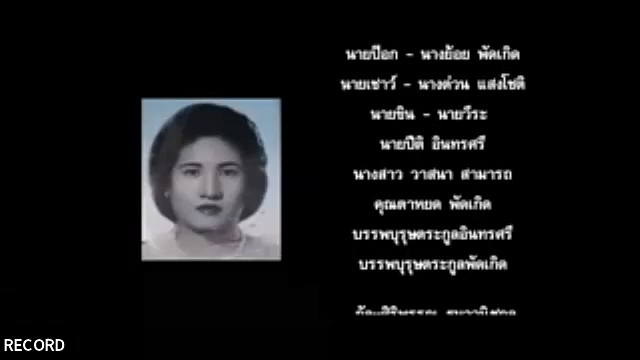 นายป๊อก - นางย้อย พัดเกิด
นายเชาว์ - นางด่วน แสงโชติ
นายชิน - นายวีระ
นายปีติ อินทรศรี
นางสาว วาสนา สามารถ
คุณตาหยด พัดเกิด
บรรพบุรุษตระกูลอินทรศรี
บรรพบุรุษตระกูลพัดเกิด
RECORD